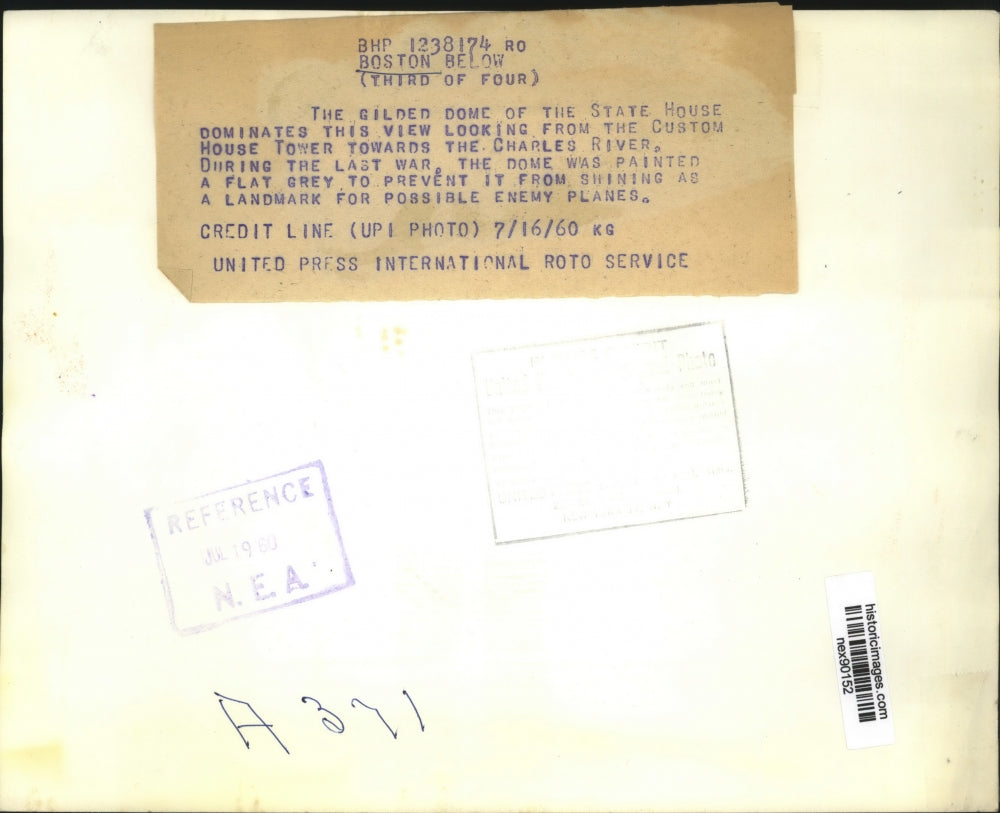 BHP 1238174 RO
BOSTON BELOW
(THIRD OF FOUR)
THE GILDED DOME OF THE STATE HOUSE
DOMINATES THIS VIEW LOOKING FROM THE CUSTOM
HOUSE TOWER TOWARDS THE CHARLES RIVER.
DURING THE LAST WAR, THE DOME WAS PAINTED
A FLAT GREY TO PREVENT IT FROM SHINING AS
A LANDMARK FOR POSSIBLE ENEMY PLANES.
CREDIT LINE (UPI PHOTO) 7/16/60 KG
UNITED PRESS INTERNATIONAL ROTO SERVICE
United Photo
REFERENCE
JUL 19 60
N.E.A.
historicimages.com
nex90152
A 371